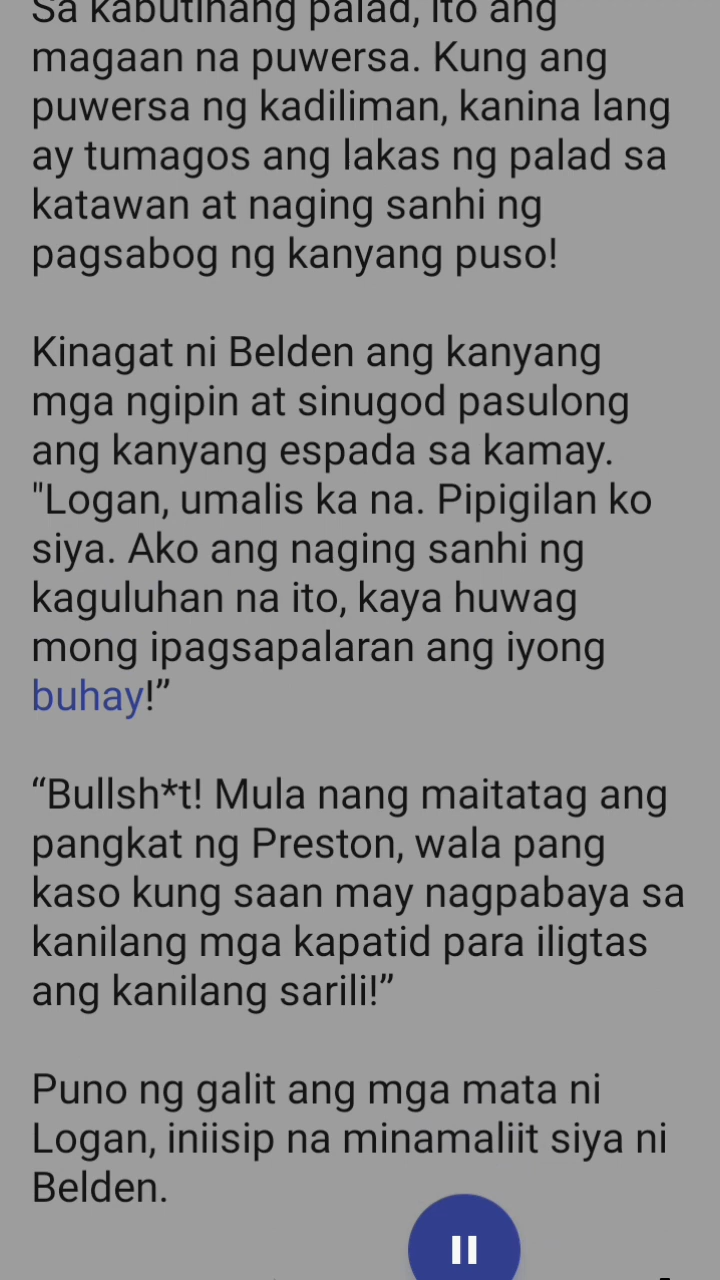 Sa kabutihang palad, ito ang
magaan na puwersa. Kung ang
puwersa ng kadiliman, kanina lang
ay tumagos ang lakas ng palad sa
katawan at naging sanhi ng
pagsabog ng kanyang puso!
Kinagat ni Belden ang kanyang
mga ngipin at sinugod pasulong
ang kanyang espada sa kamay.
"Logan, umalis ka na. Pipigilan ko
siya. Ako ang naging sanhi ng
kaguluhan na ito, kaya huwag
mong ipagsapalaran ang iyong
buhay!”
“Bullsh*t! Mula nang maitatag ang
pangkat ng Preston, wala pang
kaso kung saan may nagpabaya sa
kanilang mga kapatid para iligtas
ang kanilang sarili!”
Puno ng galit ang mga mata ni
Logan, iniisip na minamaliit siya ni
Belden.